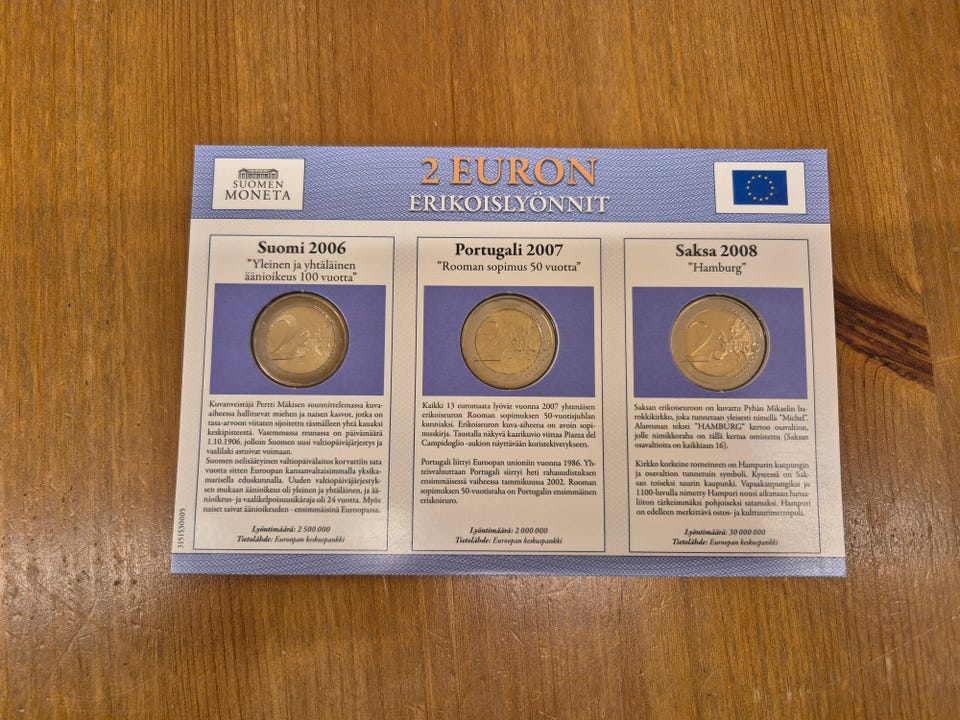 SUOMEN
MONETA
2 EURON
ERIKOISLYÖNNIT
Suomi 2006
"Yleinen ja yhtäläinen
äänioikeus 100 vuotta"
2
Kuvanveistäjä Pertti Mäkisen suunnittelemassa kuva-
aiheessa hallitsevat miehen ja naisen kasvot, jotka on
tasa-arvoon viitaten sijoitettu täsmälleen yhtä kauaksi
keskipisteestä. Vasemmassa reunassa on päivämäärä
1.10.1906, jolloin Suomen uusi valtiopäiväjärjestys ja
vaalilaki astuivat voimaan.
Suomen nelisäätyinen valtiopäivälaitos korvattiin sata
vuotta sitten Euroopan kansanvaltaisimmalla yksika-
marisella eduskunnalla. Uuden valtiopäiväjärjestyk-
sen mukaan äänioikeus oli yleinen ja yhtäläinen, ja ää-
nioikeus- ja vaalikelpoisuusikäraja oli 24 vuotta. Myös
naiset saivat äänioikeuden - ensimmäisinä Euroopassa.
Lyöntimäärä: 2 500 000
Tietolähde: Euroopan keskuspankki
Portugali 2007
"Rooman sopimus 50 vuotta"
2
Kaikki 13 euromaata lyövät vuonna 2007 yhtenäisen
erikoiseuron Rooman sopimuksen 50-vuotisjuhlan
kunniaksi. Erikoiseuron kuva-aiheena on avoin sopi-
muskirja. Taustalla näkyvä kaarikuvio viittaa Piazza del
Campidoglio -aukion näyttävään koristekivetykseen.
Portugali liittyi Euroopan unioniin vuonna 1986. Yh-
teisvaluuttaan Portugali siirtyi heti rahauudistuksen
ensimmäisessä vaiheessa tammikuussa 2002. Rooman
sopimuksen 50-vuotisraha on Portugalin ensimmäinen
erikoiseuro.
Lyöntimäärä: 2 000 000
Tietolähde: Euroopan keskuspankki
Saksa 2008
"Hamburg"
2
Saksan erikoiseuroon on kuvattu Pyhän Mikaelin ba-
rokkikirkko, joka tunnetaan yleisesti nimellä "Michel".
Alareunan teksti "HAMBURG" kertoo osavaltion,
jolle nimikkoraha on tällä kertaa omistettu (Saksan
osavaltioita on kaikkiaan 16).
Kirkko korkeine torneineen on Hampurin kaupungin
ja osavaltion tunnetuin symboli. Kyseessä on Sak-
san toiseksi suurin kaupunki. Vapaakaupungiksi jo
1100-luvulla nimetty Hampuri nousi aikanaan hansa-
liiton tärkeimmäksi pohjoiseksi satamaksi. Hampuri
on edelleen merkittävä ostos- ja kulttuurimetropoli.
Lyöntimäärä: 30 000 000
Tietolähde: Euroopan keskuspankki
3151530005